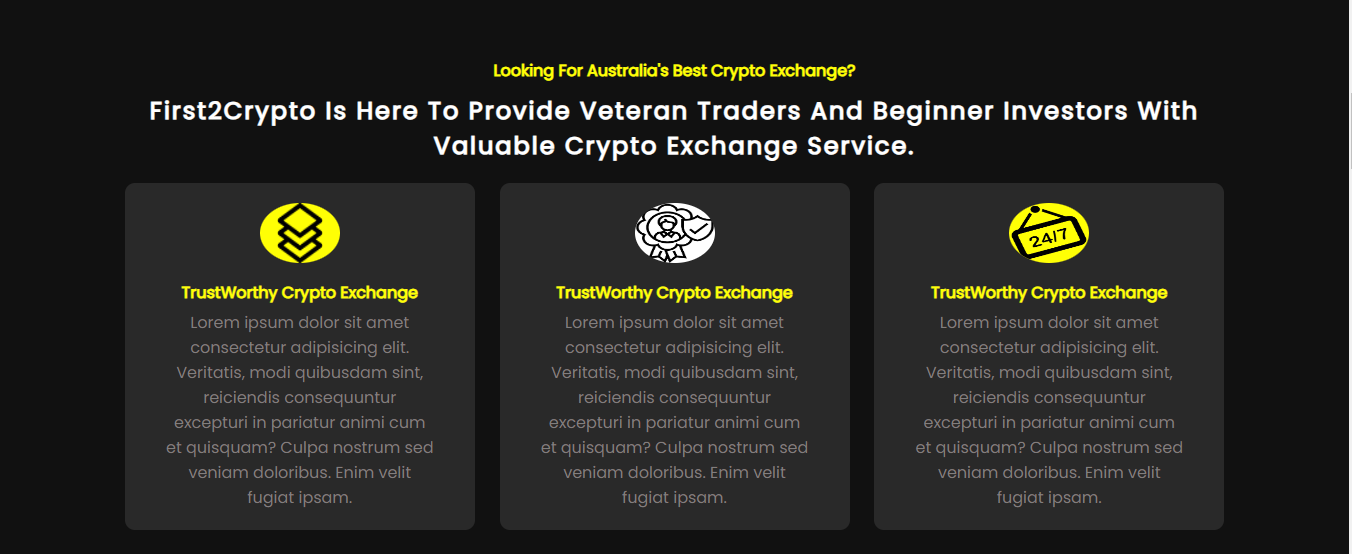 Looking For Australia's Best Crypto Exchange?
First2Crypto Is Here To Provide Veteran Traders And Beginner Investors With
Valuable Crypto Exchange Service.
TrustWorthy Crypto Exchange
Lorem ipsum dolor sit amet
consectetur adipisicing elit.
Veritatis, modi quibusdam sint,
reiciendis consequuntur
excepturi in pariatur animi cum
et quisquam? Culpa nostrum sed
veniam doloribus. Enim velit
fugiat ipsam.
TrustWorthy Crypto Exchange
Lorem ipsum dolor sit amet
consectetur adipisicing elit.
Veritatis, modi quibusdam sint,
reiciendis consequuntur
excepturi in pariatur animi cum
et quisquam? Culpa nostrum sed
veniam doloribus. Enim velit
fugiat ipsam.
24/7
TrustWorthy Crypto Exchange
Lorem ipsum dolor sit amet
consectetur adipisicing elit.
Veritatis, modi quibusdam sint,
reiciendis consequuntur
excepturi in pariatur animi cum
et quisquam? Culpa nostrum sed
veniam doloribus. Enim velit
fugiat ipsam.